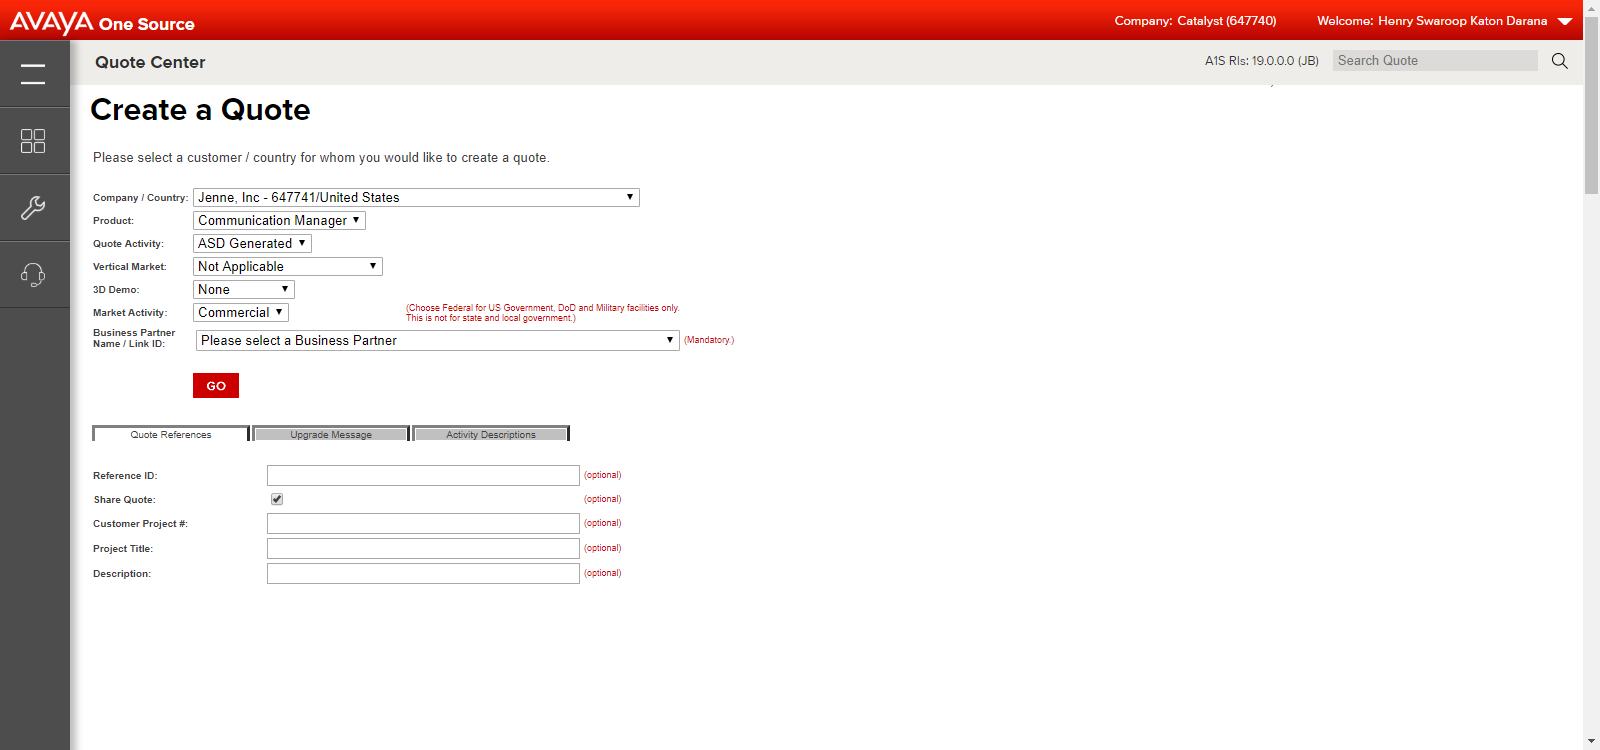 AVAYA One Source
Company: Catalyst (647740) Welcome: Henry Swaroop Katon Darana
Quote Center
A1S Rls: 19.0.0.0 (JB) Search Quote
Create a Quote
Please select a customer / country for whom you would like to create a quote.
Company / Country: Jenne, Inc - 647741/United States
Product: Communication Manager
Quote Activity: ASD Generated
Vertical Market: Not Applicable
3D Demo: None
Market Activity: Commercial
(Choose Federal for US Government, DoD and Military facilities only.
This is not for state and local government.)
Business Partner
Name / Link ID: Please select a Business Partner (Mandatory.)
GO
Quote References Upgrade Message Activity Descriptions
Reference ID: (optional)
Share Quote: (optional)
Customer Project #: (optional)
Project Title: (optional)
Description: (optional)